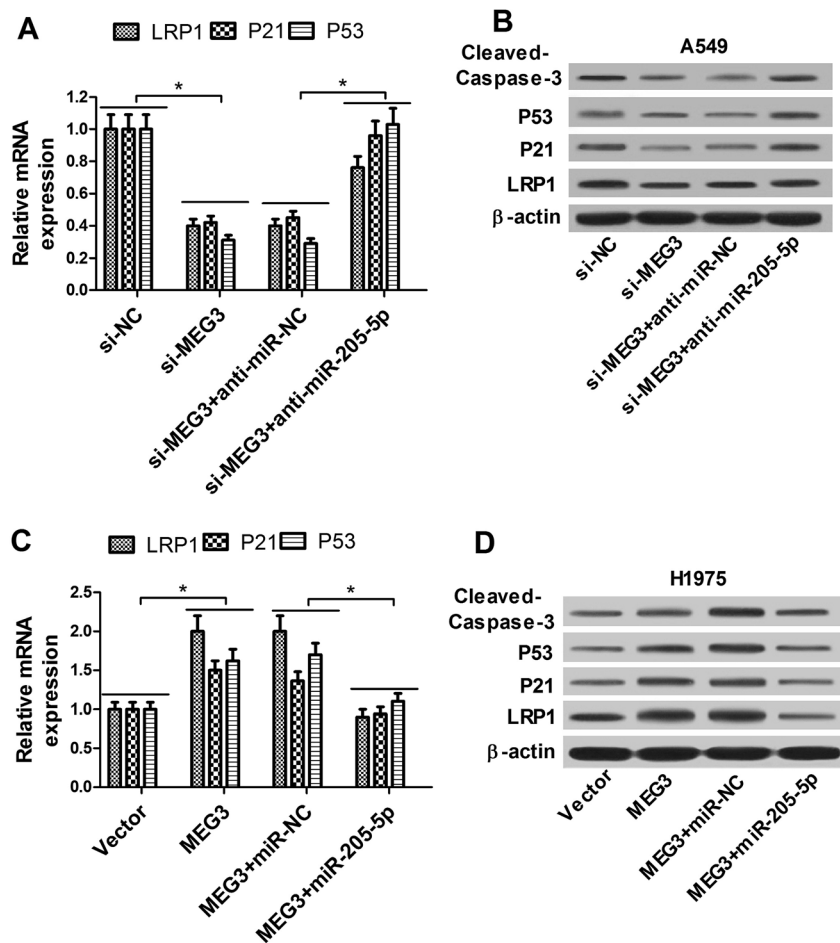 A
LRP1 P21 P53
Relative mRNA
expression
* *
1.2
1.0
0.8
0.6
0.4
0.2
0.0
si-NC
si-MEG3
si-MEG3+anti-miR-NC
si-MEG3+anti-miR-205-5p
B
A549
Cleaved-
Caspase-3
P53
P21
LRP1
β-actin
si-NC
si-MEG3
si-MEG3+anti-miR-NC
si-MEG3+anti-miR-205-5p
C
LRP1 P21 P53
Relative mRNA
expression
* *
2.5
2.0
1.5
1.0
0.5
0.0
Vector
MEG3
MEG3+miR-NC
MEG3+miR-205-5p
D
H1975
Cleaved-
Caspase-3
P53
P21
LRP1
β-actin
Vector
MEG3
MEG3+miR-NC
MEG3+miR-205-5p